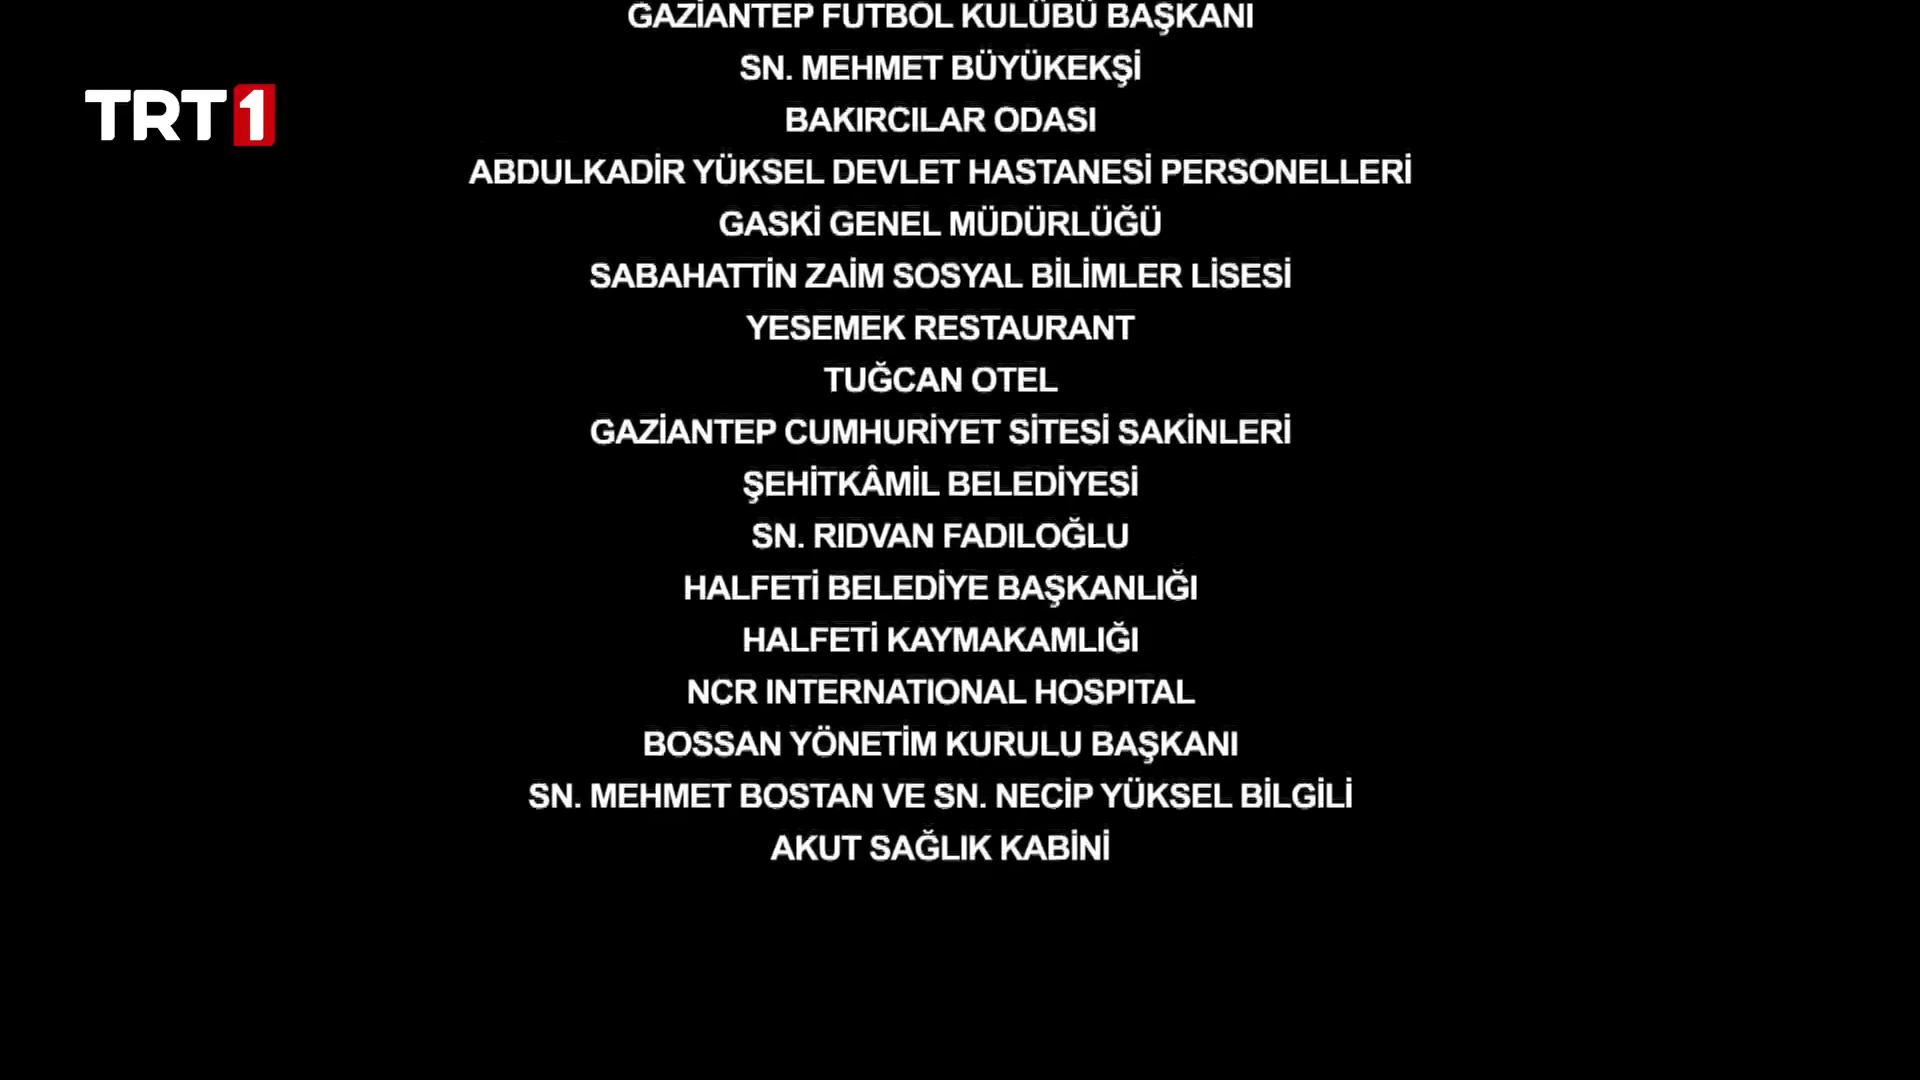 GAZİANTEP FUTBOL KULÜBÜ BAŞKANI
SN. MEHMET BÜYÜKEKŞİ
TRT 1
BAKIRCILAR ODASI
ABDULKADİR YÜKSEL DEVLET HASTANESİ PERSONELLERİ
GASKİ GENEL MÜDÜRLÜĞÜ
SABAHATTİN ZAİM SOSYAL BİLİMLER LİSESİ
YESEMEK RESTAURANT
TUĞCAN OTEL
GAZİANTEP CUMHURİYET SİTESİ SAKİNLERİ
ŞEHİTKÂMİL BELEDİYESİ
SN. RIDVAN FADILOĞLU
HALFETİ BELEDİYE BAŞKANLIĞI
HALFETİ KAYMAKAMLIĞI
NCR INTERNATIONAL HOSPITAL
BOSSAN YÖNETİM KURULU BAŞKANI
SN. MEHMET BOSTAN VE SN. NECİP YÜKSEL BİLGİLİ
AKUT SAĞLIK KABİNİ